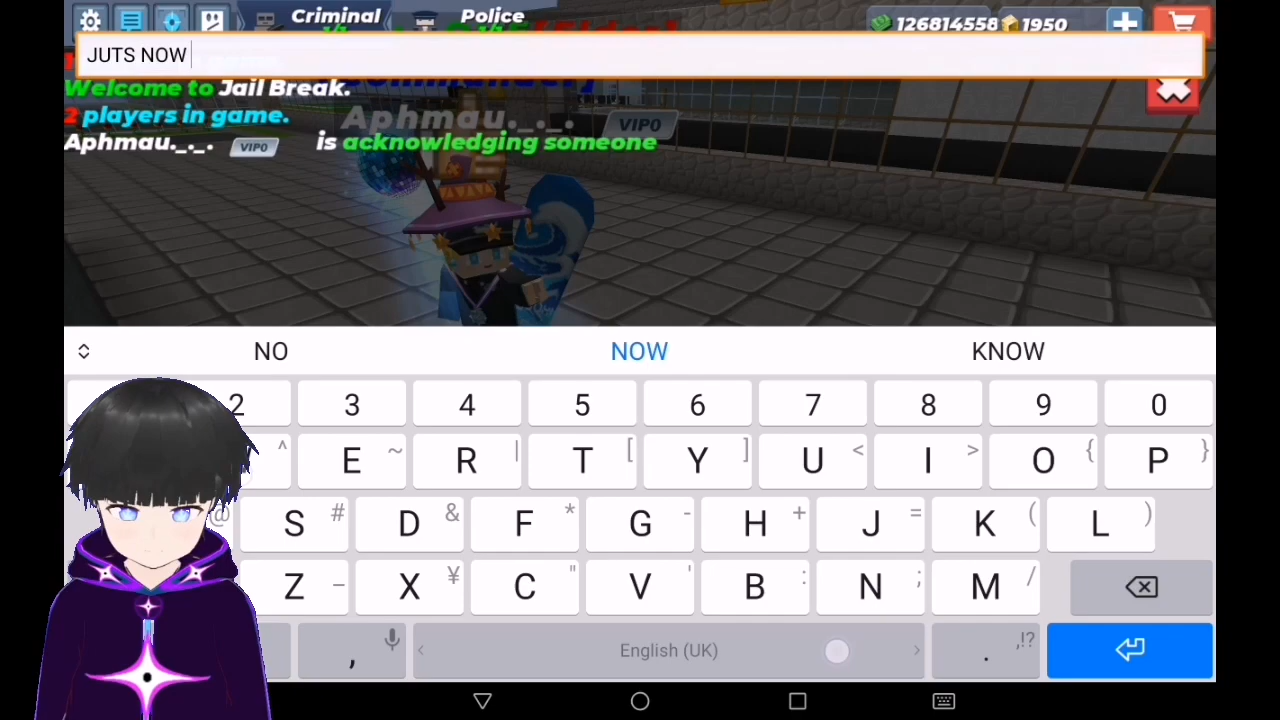 Criminal Police 126814558 1950
JUTS NOW
Welcome to Jail Break.
2 players in game.
Aphmau._._. VIP0
Aphmau._._. VIP0 is acknowledging someone
NO NOW KNOW
2 3 4 5 6 7 8 9 0
^ E ~ R | T [ Y ] U < I > O { P }
@ S # D & F * G - H + J = K ( L )
Z _ X ¥ C " V ' B : N ; M /
, < English (UK) > . ,!?